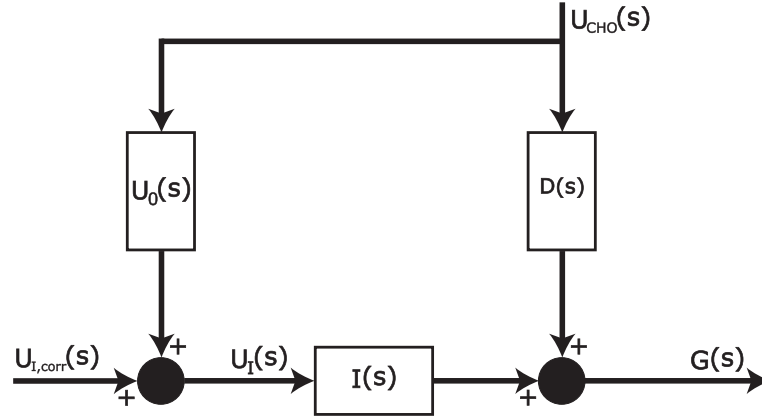 U_CHO(s)
U_0(s)
D(s)
+
+
U_I,corr(s)
U_I(s)
I(s)
G(s)
+
+